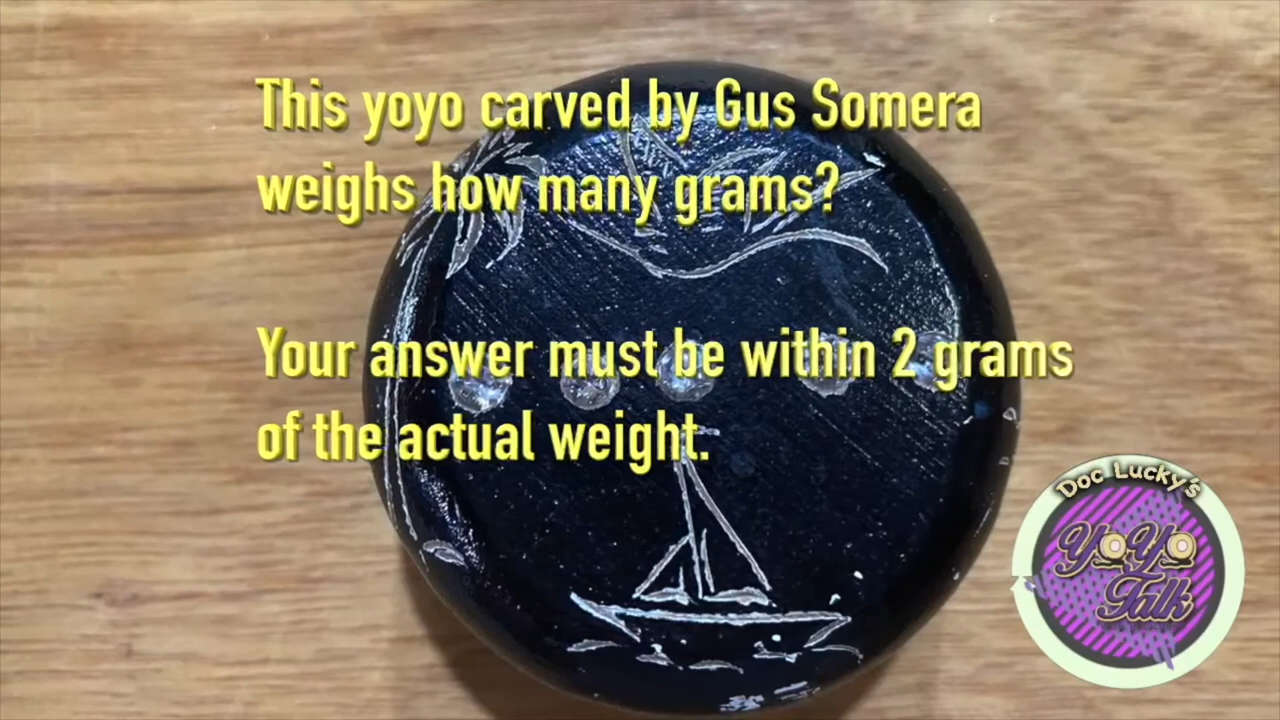 This yoyo carved by Gus Somera
weighs how many grams?
Your answer must be within 2 grams
of the actual weight.
Doc Lucky's
YoYo
Talk